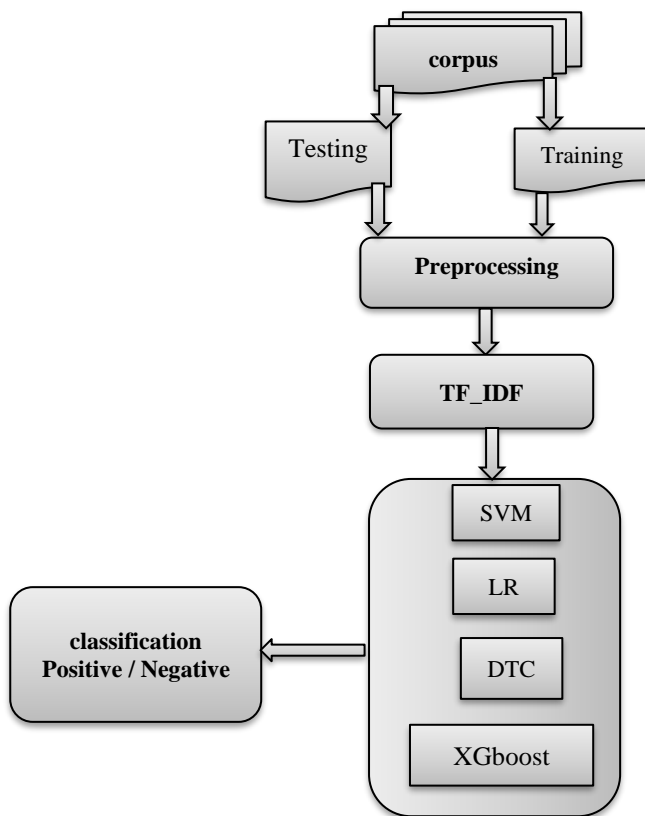 corpus
Testing
Training
Preprocessing
TF_IDF
SVM
LR
DTC
XGboost
classification
Positive / Negative